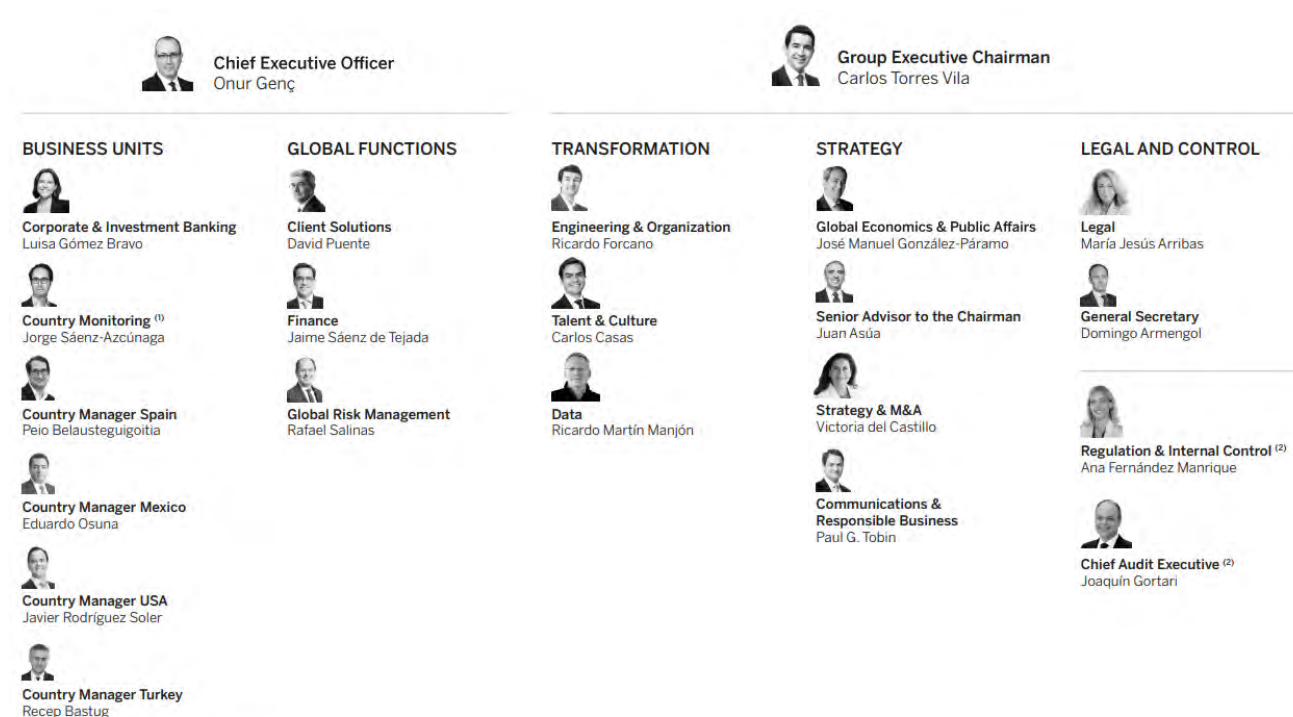 Chief Executive Officer
Onur Genç
Group Executive Chairman
Carlos Torres Vila
BUSINESS UNITS
Corporate & Investment Banking
Luisa Gómez Bravo
Country Monitoring (1)
Jorge Sáenz-Azcúnaga
Country Manager Spain
Peio Belausteguigoitia
Country Manager Mexico
Eduardo Osuna
Country Manager USA
Javier Rodríguez Soler
Country Manager Turkey
Recep Bastug
GLOBAL FUNCTIONS
Client Solutions
David Puente
Finance
Jaime Sáenz de Tejada
Global Risk Management
Rafael Salinas
TRANSFORMATION
Engineering & Organization
Ricardo Forcano
Talent & Culture
Carlos Casas
Data
Ricardo Martín Manjón
STRATEGY
Global Economics & Public Affairs
José Manuel González-Páramo
Senior Advisor to the Chairman
Juan Asúa
Strategy & M&A
Victoria del Castillo
Communications &
Responsible Business
Paul G. Tobin
LEGAL AND CONTROL
Legal
María Jesús Arribas
General Secretary
Domingo Armengol
Regulation & Internal Control (2)
Ana Fernández Manrique
Chief Audit Executive (2)
Joaquín Gortari